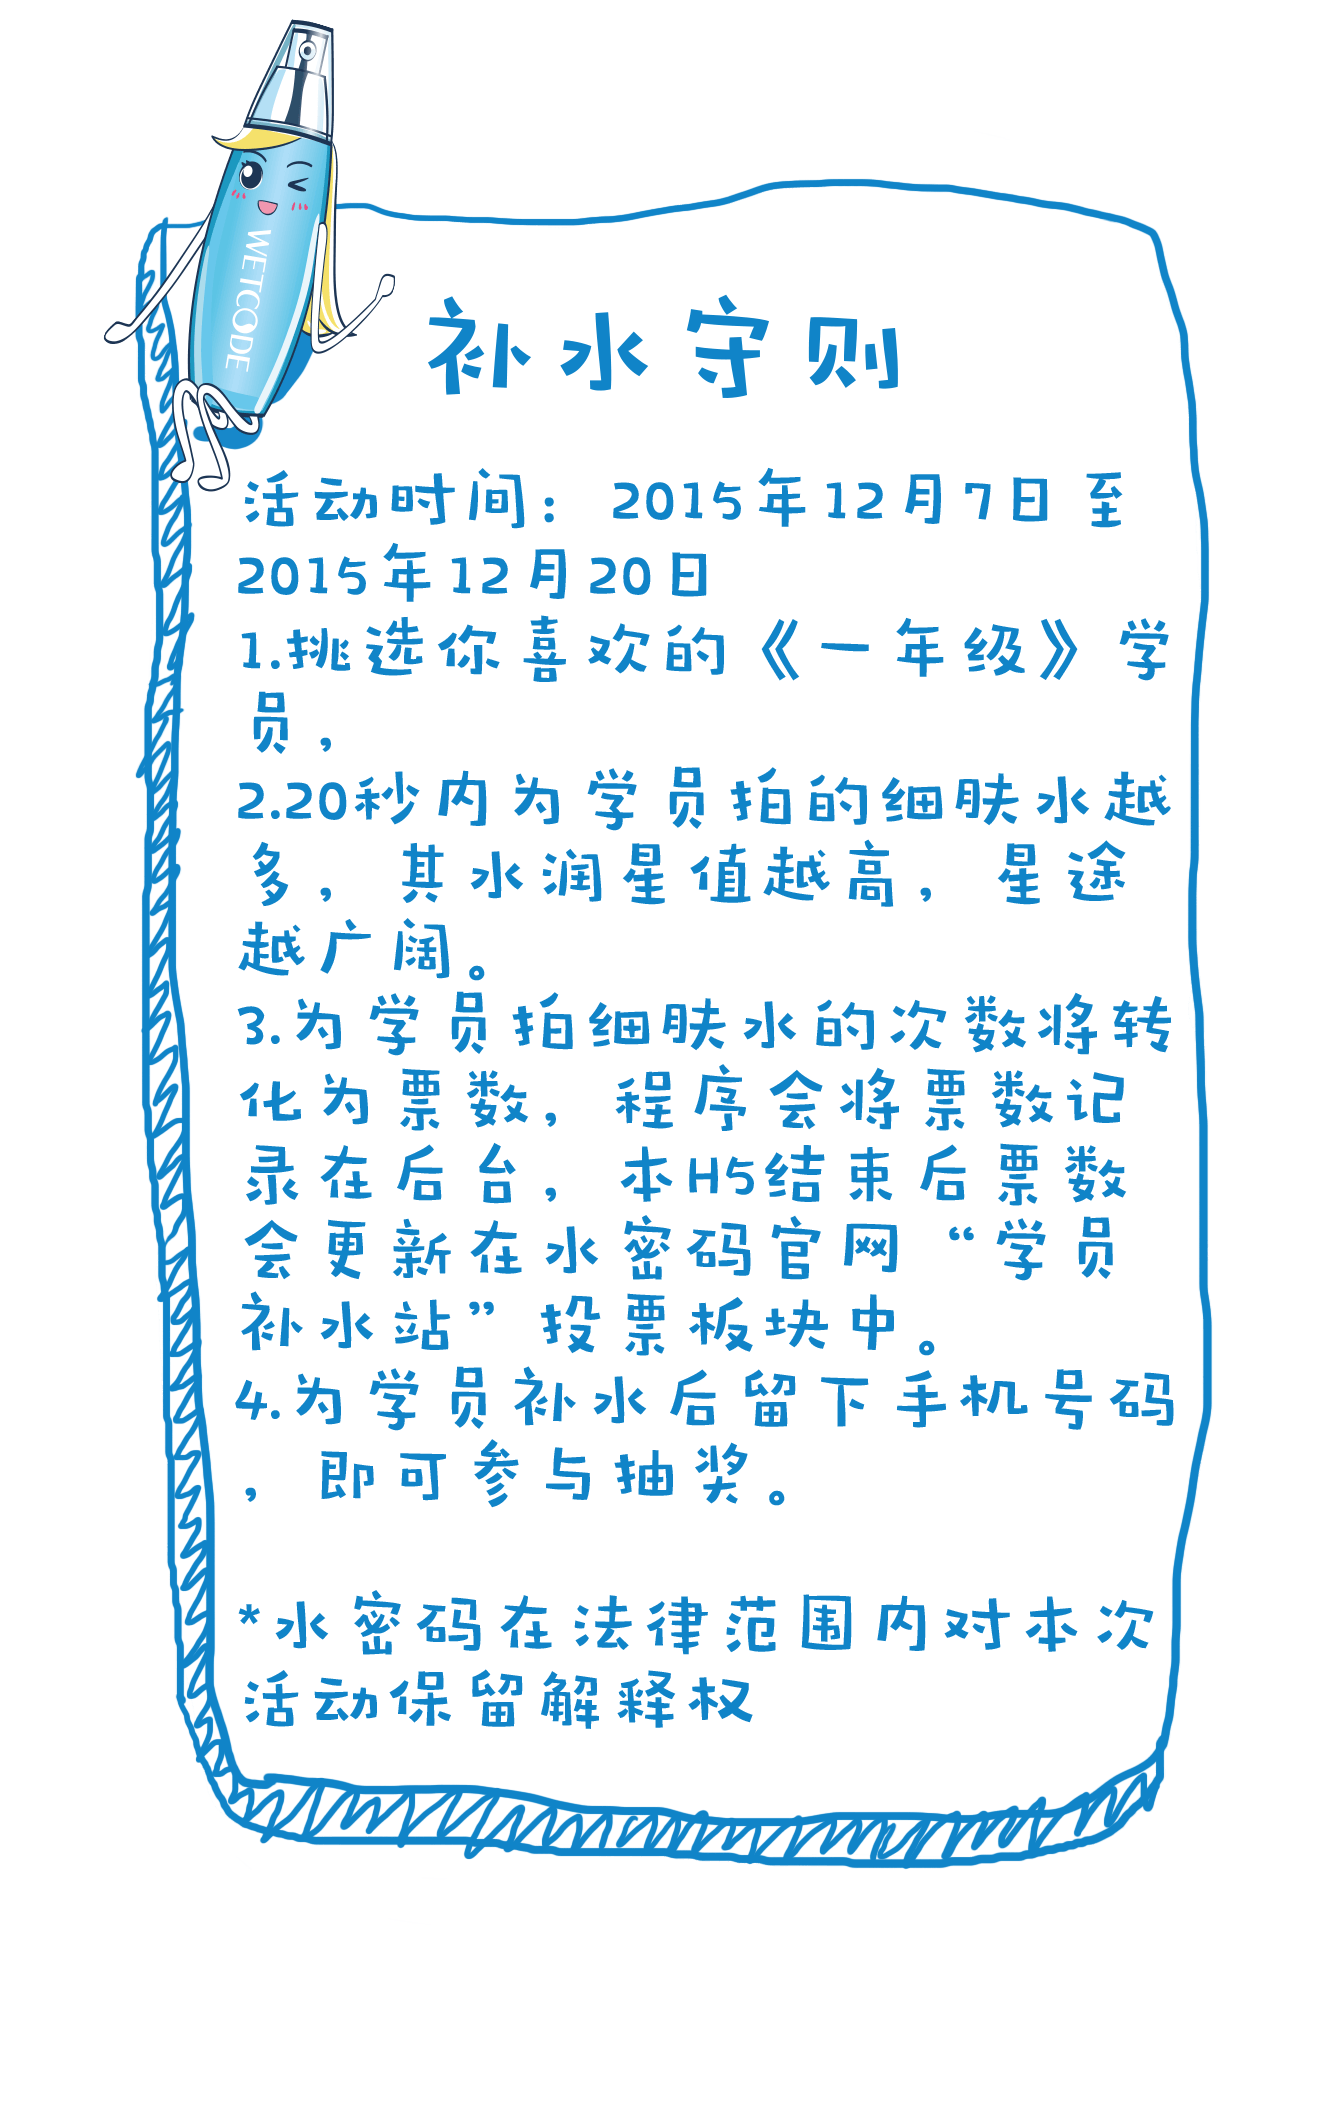 WETCODE
补水守则
活动时间：2015年12月7日至
2015年12月20日
1.挑选你喜欢的《一年级》学
员，
2.20秒内为学员拍的细肤水越
多，其水润星值越高，星途
越广阔。
3.为学员拍细肤水的次数将转
化为票数，程序会将票数记
录在后台，本H5结束后票数
会更新在水密码官网“学员
补水站”投票板块中。
4.为学员补水后留下手机号码
，即可参与抽奖。
*水密码在法律范围内对本次
活动保留解释权